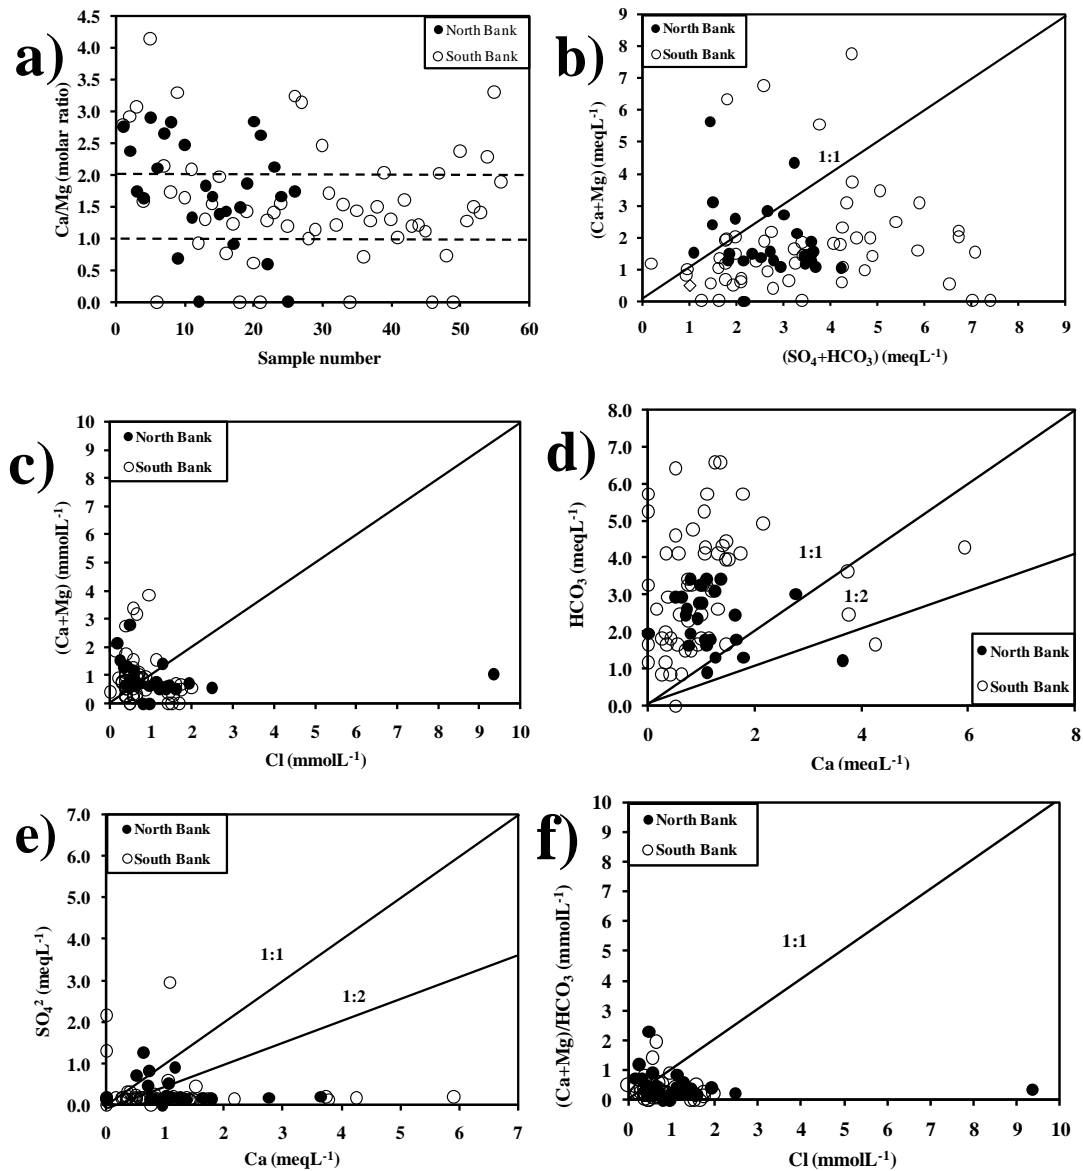 a)
Ca/Mg (molar ratio)
4.5
4.0
3.5
3.0
2.5
2.0
1.5
1.0
0.5
0.0
North Bank
South Bank
0 10 20 30 40 50 60
Sample number
b)
(Ca+Mg) (meqL-1)
9
8
7
6
5
4
3
2
1
0
North Bank
South Bank
1:1
0 1 2 3 4 5 6 7 8 9
(SO4+HCO3) (meqL-1)
c)
(Ca+Mg) (mmolL-1)
10
9
8
7
6
5
4
3
2
1
0
North Bank
South Bank
0 1 2 3 4 5 6 7 8 9 10
Cl (mmolL-1)
d)
HCO3 (meqL-1)
8.0
7.0
6.0
5.0
4.0
3.0
2.0
1.0
0.0
1:1
1:2
North Bank
South Bank
0 2 4 6 8
Ca (meqL-1)
e)
SO4 2 (meqL-1)
7.0
6.0
5.0
4.0
3.0
2.0
1.0
0.0
North Bank
South Bank
1:1
1:2
0 1 2 3 4 5 6 7
Ca (meqL-1)
f)
(Ca+Mg)/HCO3 (mmolL-1)
10
9
8
7
6
5
4
3
2
1
0
North Bank
South Bank
1:1
0 1 2 3 4 5 6 7 8 9 10
Cl (mmolL-1)